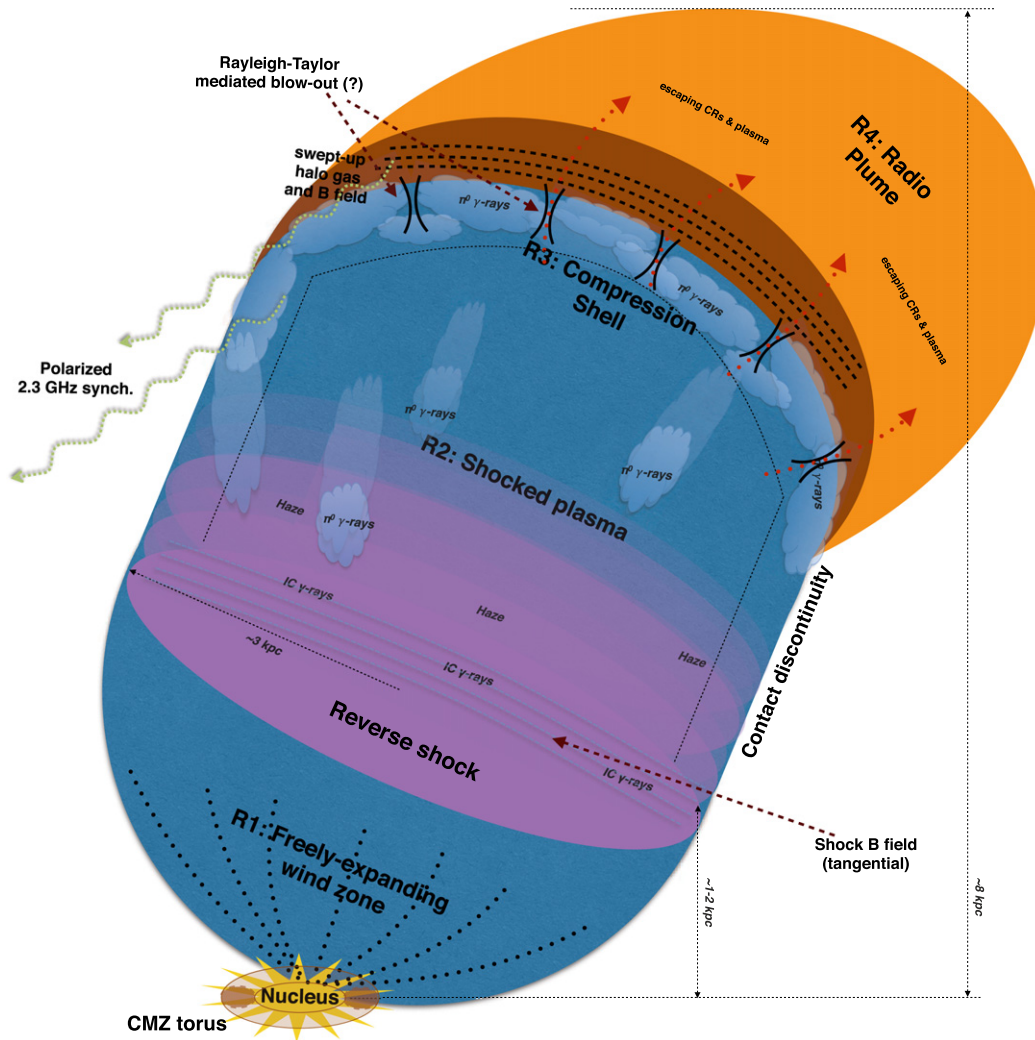 Rayleigh-Taylor
mediated blow-out (?)
swept-up
halo gas
and B field
escaping CRs & plasma
R4: Radio
Plume
π⁰ γ-rays
R3: Compression
Shell
π⁰ γ-rays
escaping CRs & plasma
Polarized
2.3 GHz synch.
π⁰ γ-rays
R2: Shocked plasma
π⁰ γ-rays
γ-rays
Haze
π⁰ γ-rays
IC γ-rays
Haze
Haze
~3 kpc
IC γ-rays
Contact discontinuity
Reverse shock
IC γ-rays
R1: Freely-expanding
wind zone
Shock B field
(tangential)
~1-2 kpc
~8 kpc
Nucleus
CMZ torus